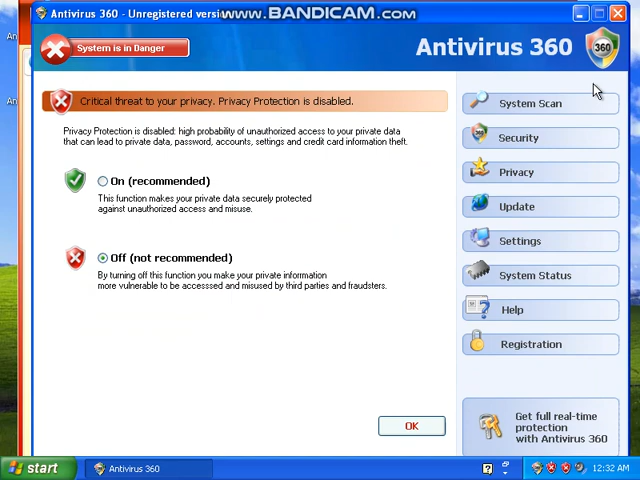 Antivirus 360 - Unregistered versi
www.BANDICAM.com
System is in Danger
Antivirus 360
360
Critical threat to your privacy. Privacy Protection is disabled.
Privacy Protection is disabled: high probability of unauthorized access to your private data
that can lead to private data, password, accounts, settings and credit card information theft.
On (recommended)
This function makes your private data securely protected
against unauthorized access and misuse.
Off (not recommended)
By turning off this function you make your private information
more vulnerable to be accesssed and misused by third parties and fraudsters.
OK
System Scan
Security
Privacy
Update
Settings
System Status
Help
Registration
Get full real-time
protection
with Antivirus 360
An
An
start
Antivirus 360
12:32 AM